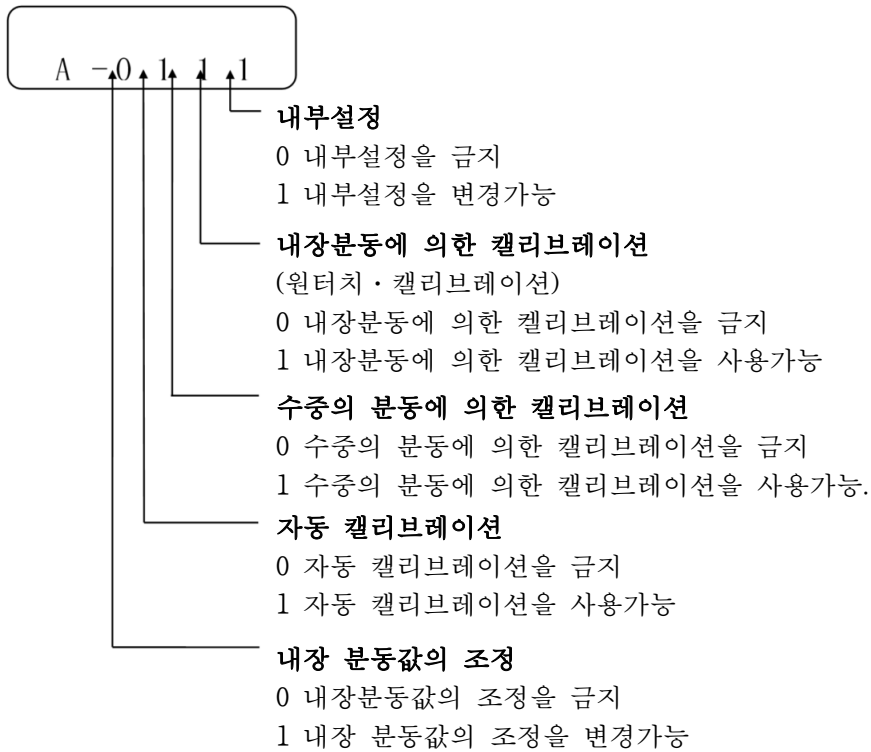 A -0 1 1 1
내부설정
0 내부설정을 금지
1 내부설정을 변경가능
내장분동에 의한 캘리브레이션
(원터치·캘리브레이션)
0 내장분동에 의한 켈리브레이션을 금지
1 내장분동에 의한 캘리브레이션을 사용가능
수중의 분동에 의한 캘리브레이션
0 수중의 분동에 의한 캘리브레이션을 금지
1 수중의 분동에 의한 캘리브레이션을 사용가능.
자동 캘리브레이션
0 자동 캘리브레이션을 금지
1 자동 캘리브레이션을 사용가능
내장 분동값의 조정
0 내장분동값의 조정을 금지
1 내장 분동값의 조정을 변경가능